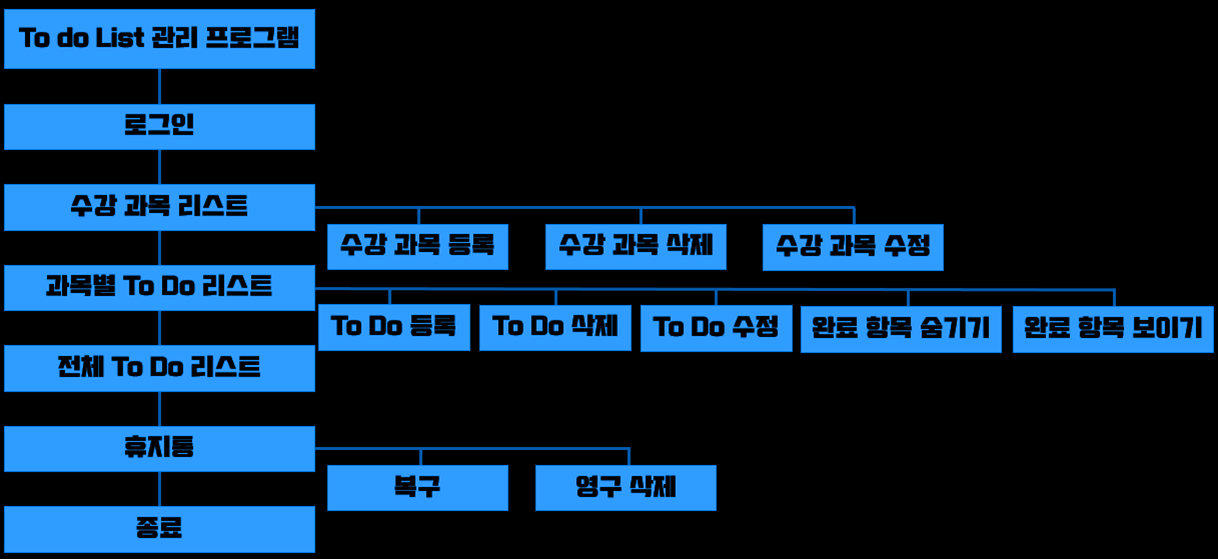 To do List 관리 프로그램
로그인
수강 과목 리스트
수강 과목 등록
수강 과목 삭제
수강 과목 수정
과목별 To Do 리스트
To Do 등록
To Do 삭제
To Do 수정
완료 항목 숨기기
완료 항목 보이기
전체 To Do 리스트
휴지통
복구
영구 삭제
종료